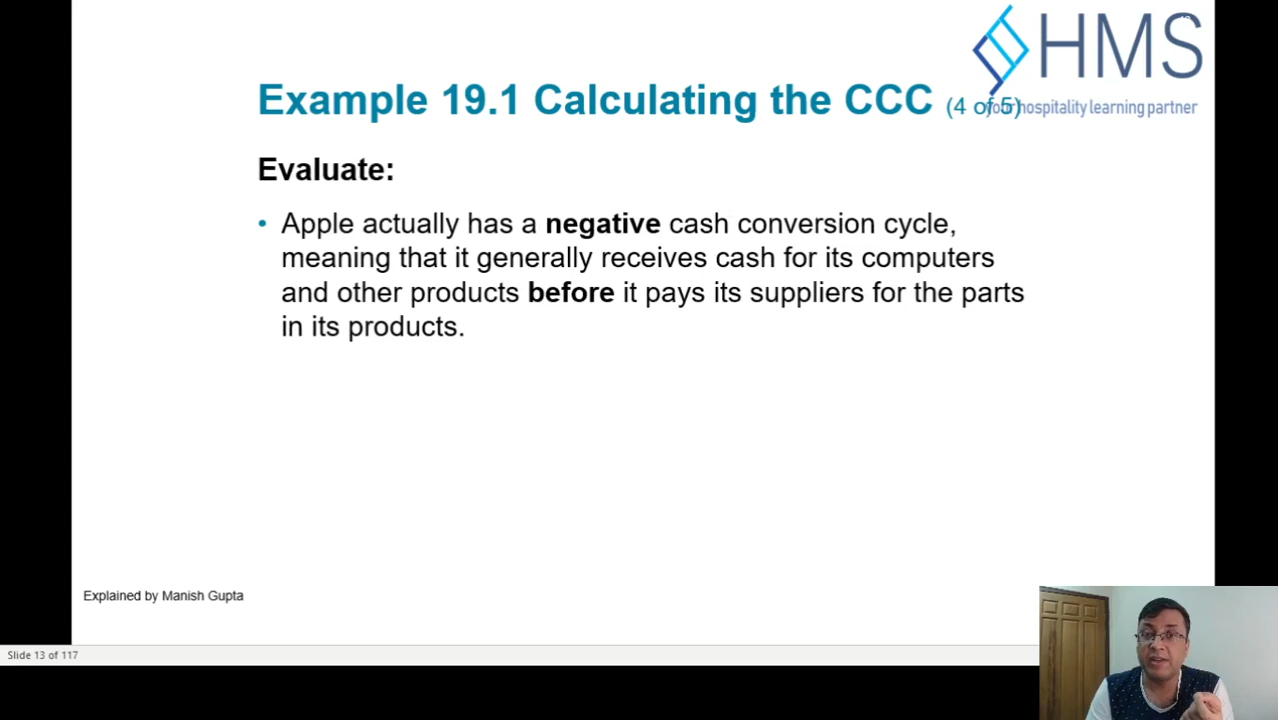 HMS
Example 19.1 Calculating the CCC (4 of 5)
your hospitality learning partner
Evaluate:
• Apple actually has a negative cash conversion cycle,
meaning that it generally receives cash for its computers
and other products before it pays its suppliers for the parts
in its products.
Explained by Manish Gupta
Slide 13 of 117